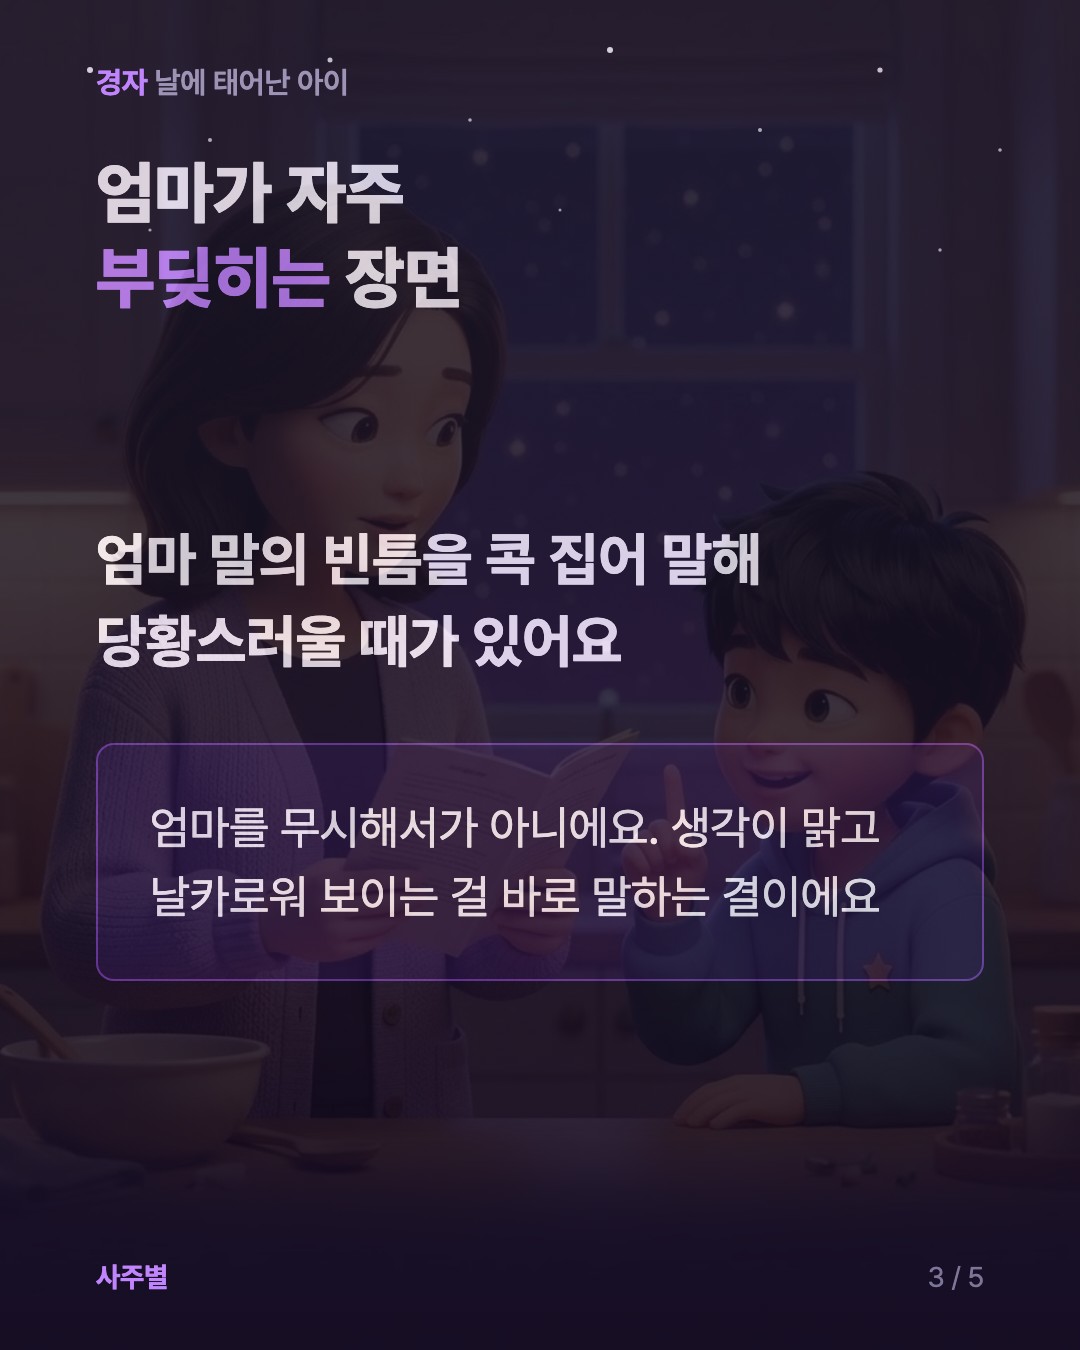 경자 날에 태어난 아이
엄마가 자주
부딪히는 장면
엄마 말의 빈틈을 콕 집어 말해
당황스러울 때가 있어요
엄마를 무시해서가 아니에요. 생각이 맑고
날카로워 보이는 걸 바로 말하는 결이에요
사주별
3 / 5